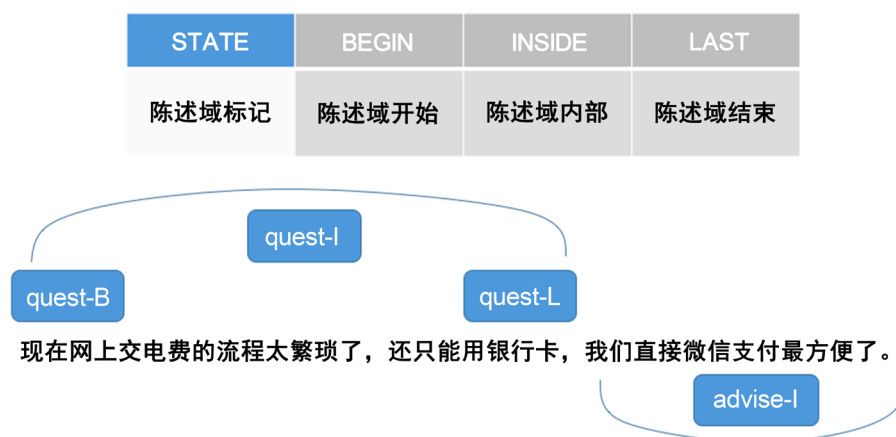 STATE BEGIN INSIDE LAST
陈述域标记 陈述域开始 陈述域内部 陈述域结束
quest-I
quest-B quest-L
现在网上交电费的流程太繁琐了，还只能用银行卡，我们直接微信支付最方便了。
advise-I